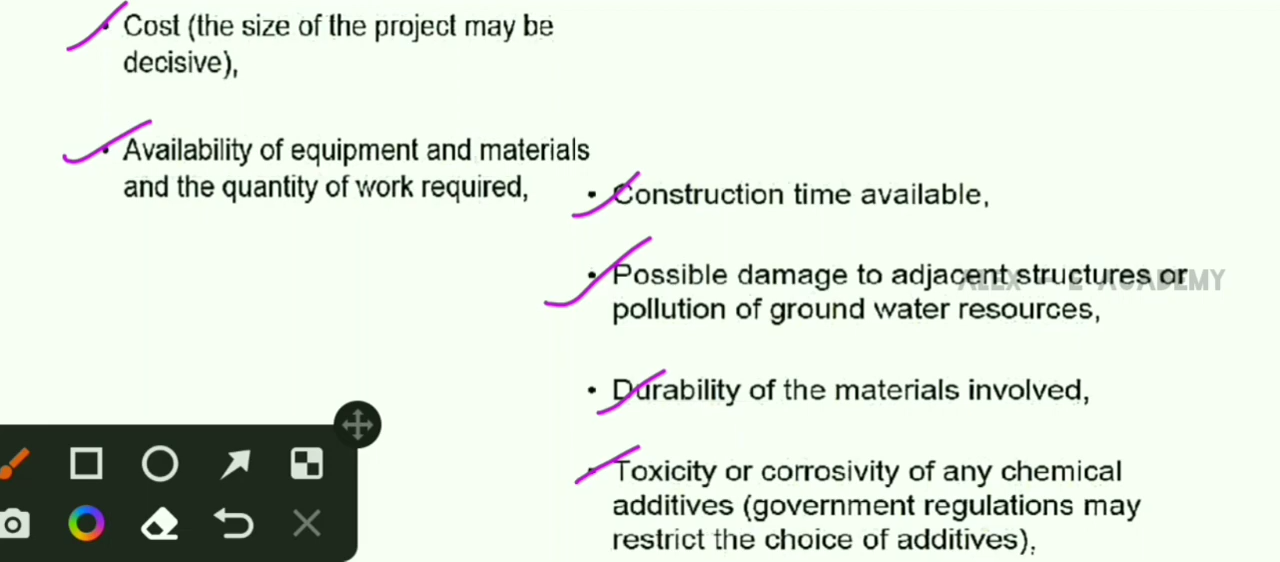 • Cost (the size of the project may be
decisive),
• Availability of equipment and materials
and the quantity of work required,
• Construction time available,
• Possible damage to adjacent structures or
pollution of ground water resources,
• Durability of the materials involved,
• Toxicity or corrosivity of any chemical
additives (government regulations may
restrict the choice of additives),
ACADEMY